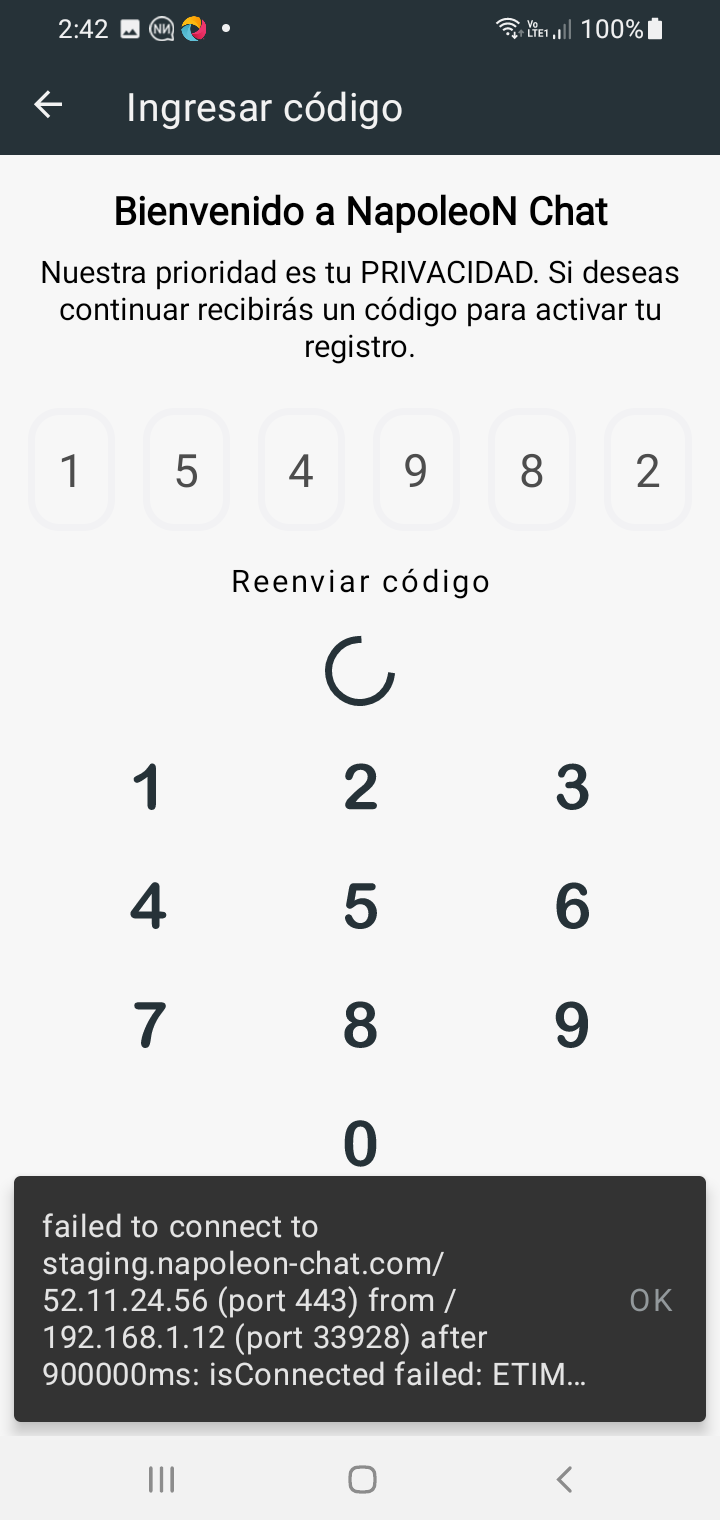 2:42 NИ Vo LTE1 100%
Ingresar código
Bienvenido a NapoleoN Chat
Nuestra prioridad es tu PRIVACIDAD. Si deseas
continuar recibirás un código para activar tu
registro.
1 5 4 9 8 2
Reenviar código
1 2 3
4 5 6
7 8 9
0
failed to connect to
staging.napoleon-chat.com/
52.11.24.56 (port 443) from /
192.168.1.12 (port 33928) after
900000ms: isConnected failed: ETIM...
OK